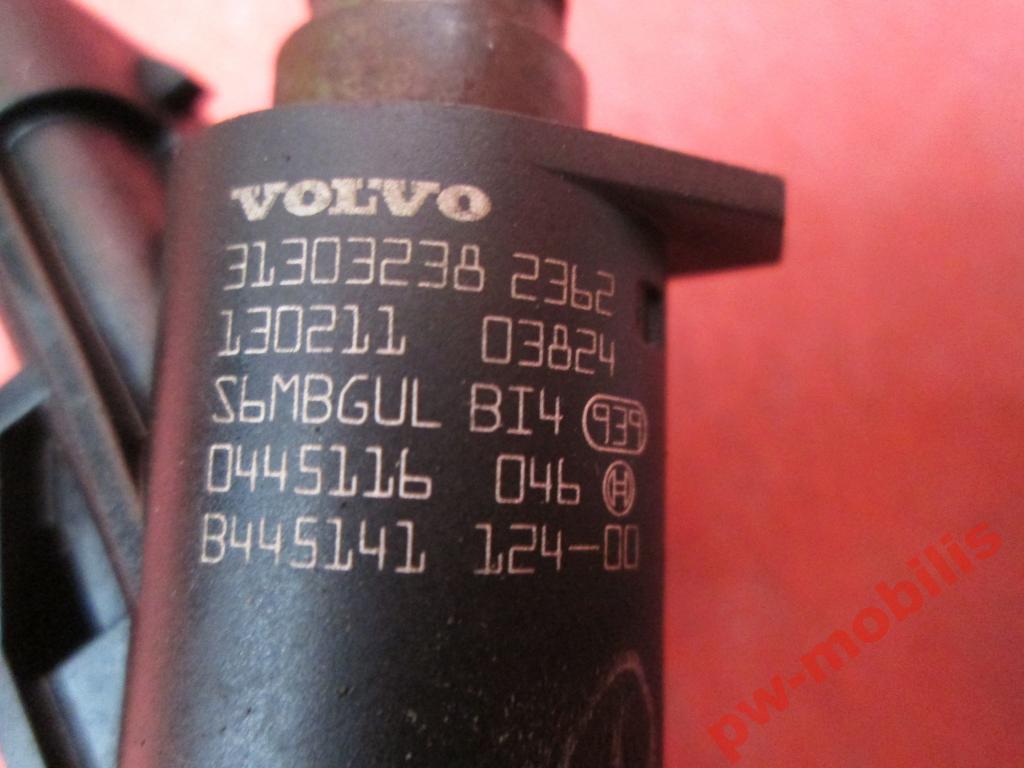 VOLVO
31303238 2362
130211 03824
S6MBGUL BI4 939
0445116 046 H
B445141 124-00
pw-mobilis